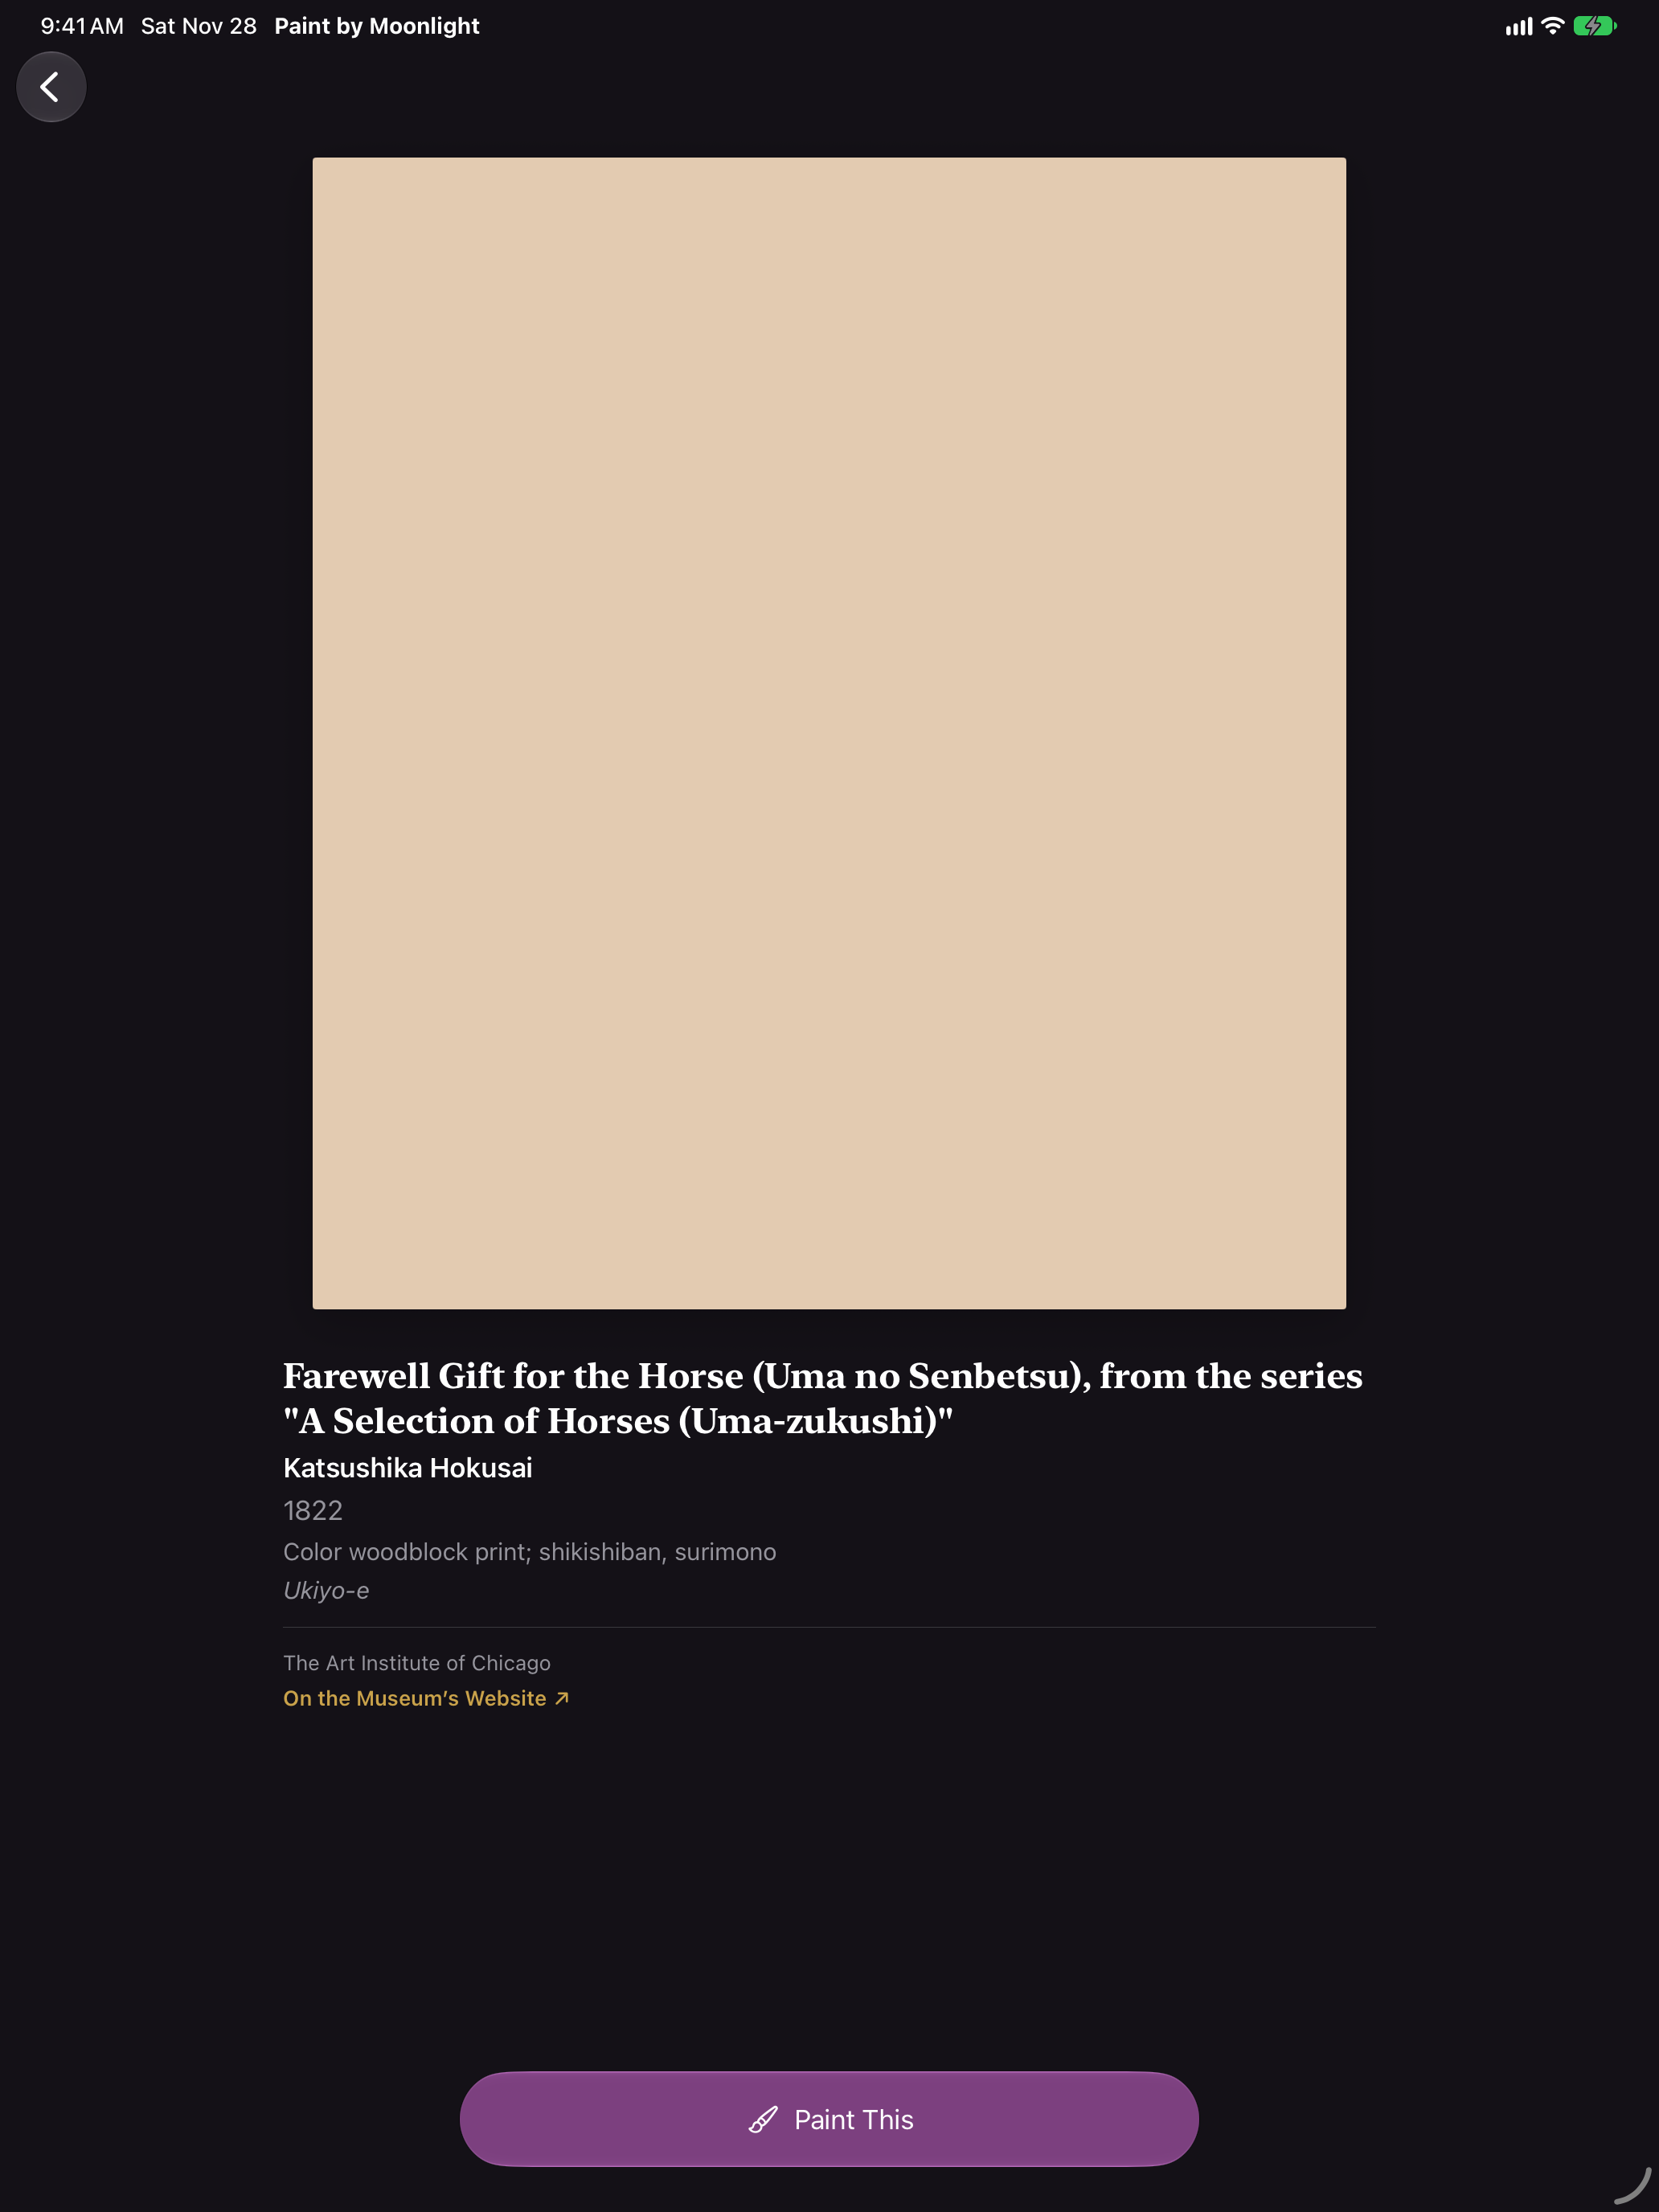 9:41 AM Sat Nov 28 Paint by Moonlight
Farewell Gift for the Horse (Uma no Senbetsu), from the series
"A Selection of Horses (Uma-zukushi)"
Katsushika Hokusai
1822
Color woodblock print; shikishiban, surimono
Ukiyo-e
The Art Institute of Chicago
On the Museum’s Website ↗
Paint This